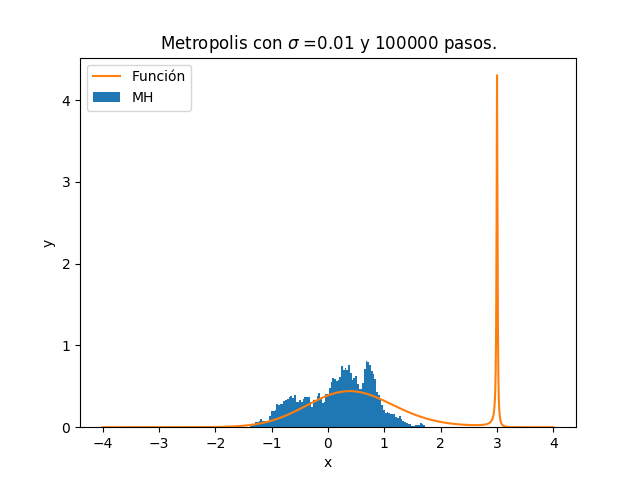 Metropolis con σ =0.01 y 100000 pasos.
Función
MH
4
3
2
1
0
y
−4
−3
−2
−1
0
1
2
3
4
x